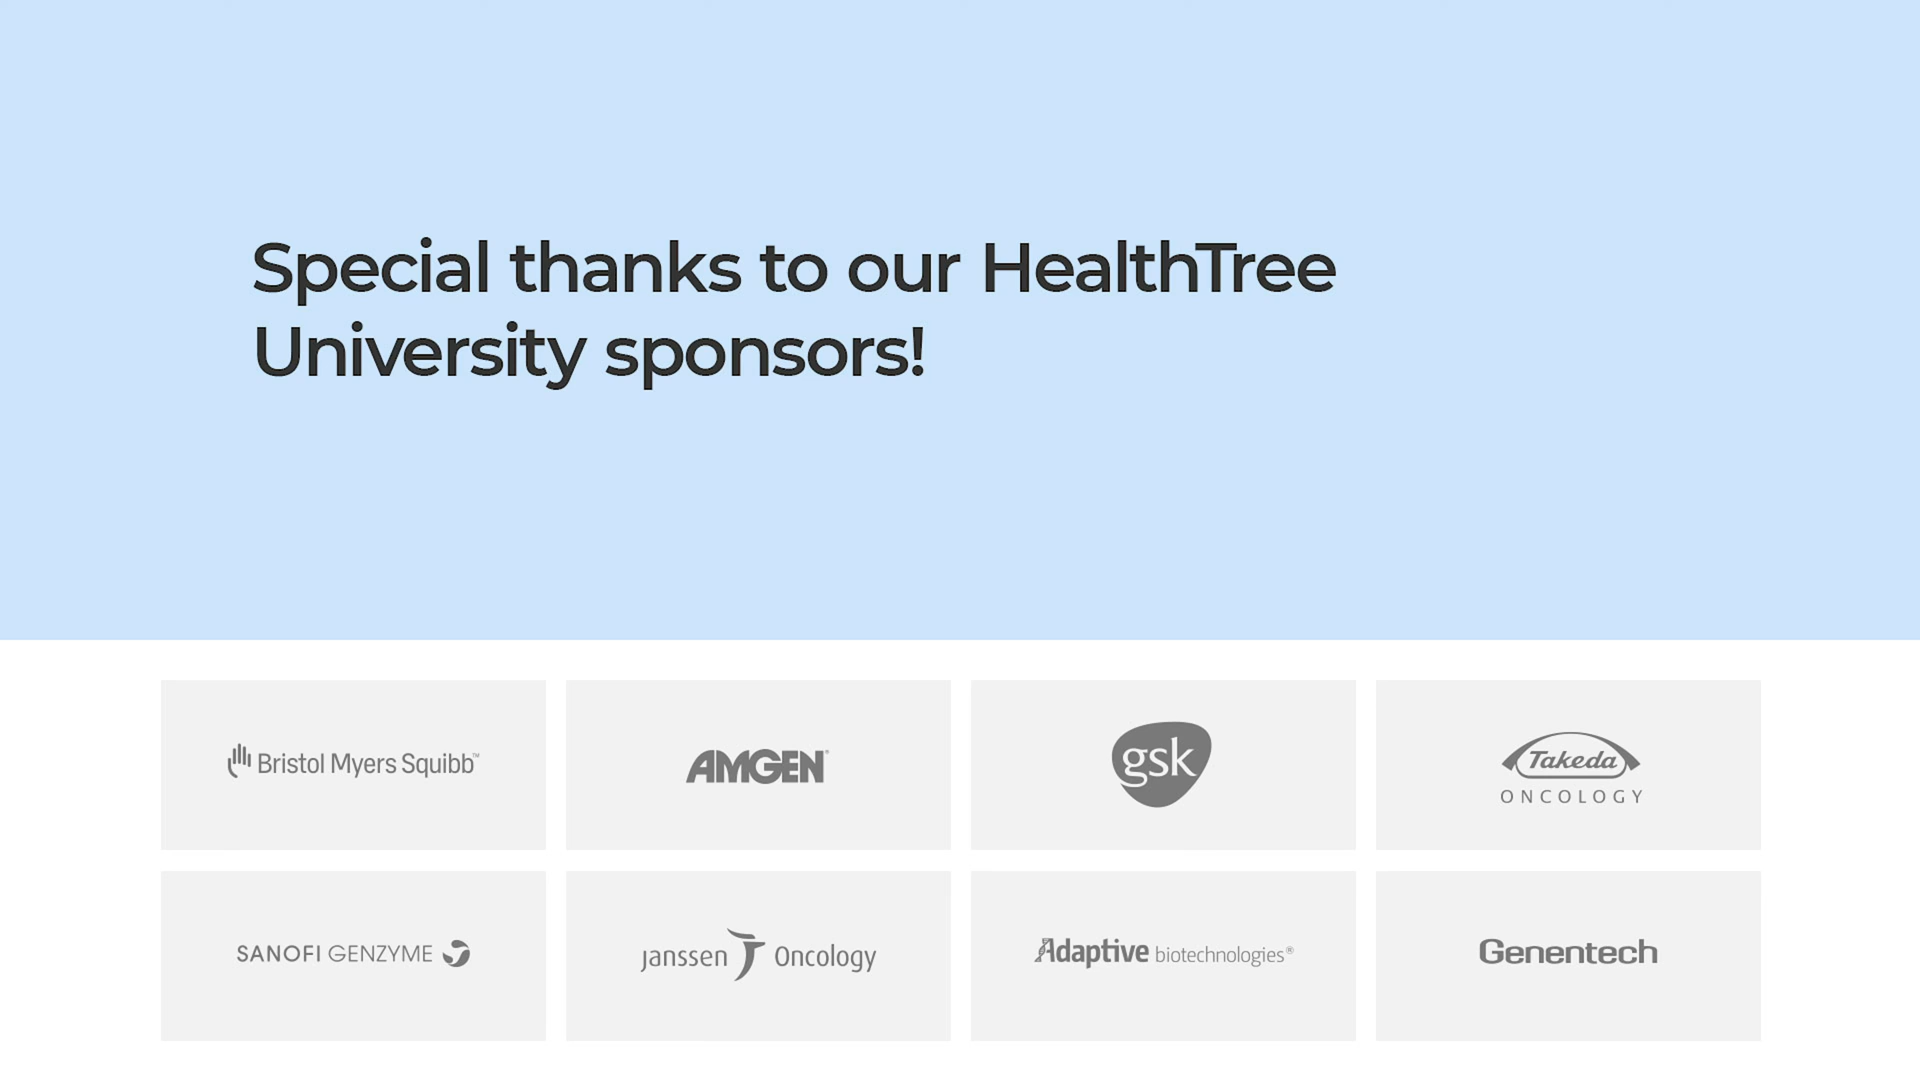 Special thanks to our HealthTree
University sponsors!
Bristol Myers Squibb™
AMGEN®
gsk
Takeda
ONCOLOGY
SANOFI GENZYME
janssen Oncology
Adaptive biotechnologies®
Genentech